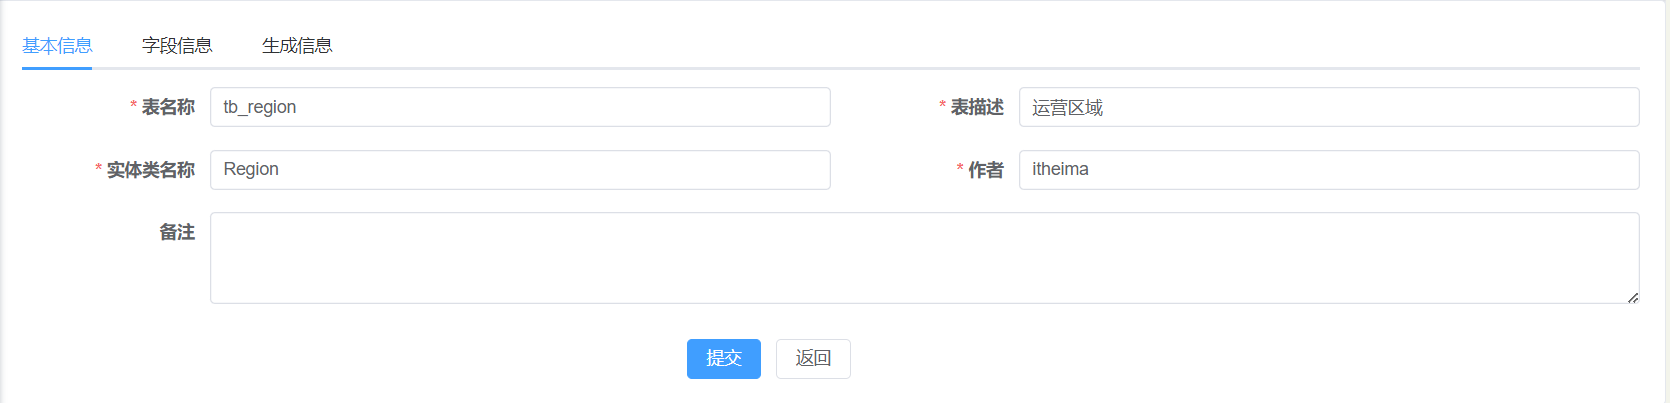 基本信息 字段信息 生成信息
* 表名称 tb_region * 表描述 运营区域
* 实体类名称 Region * 作者 itheima
备注
提交 返回